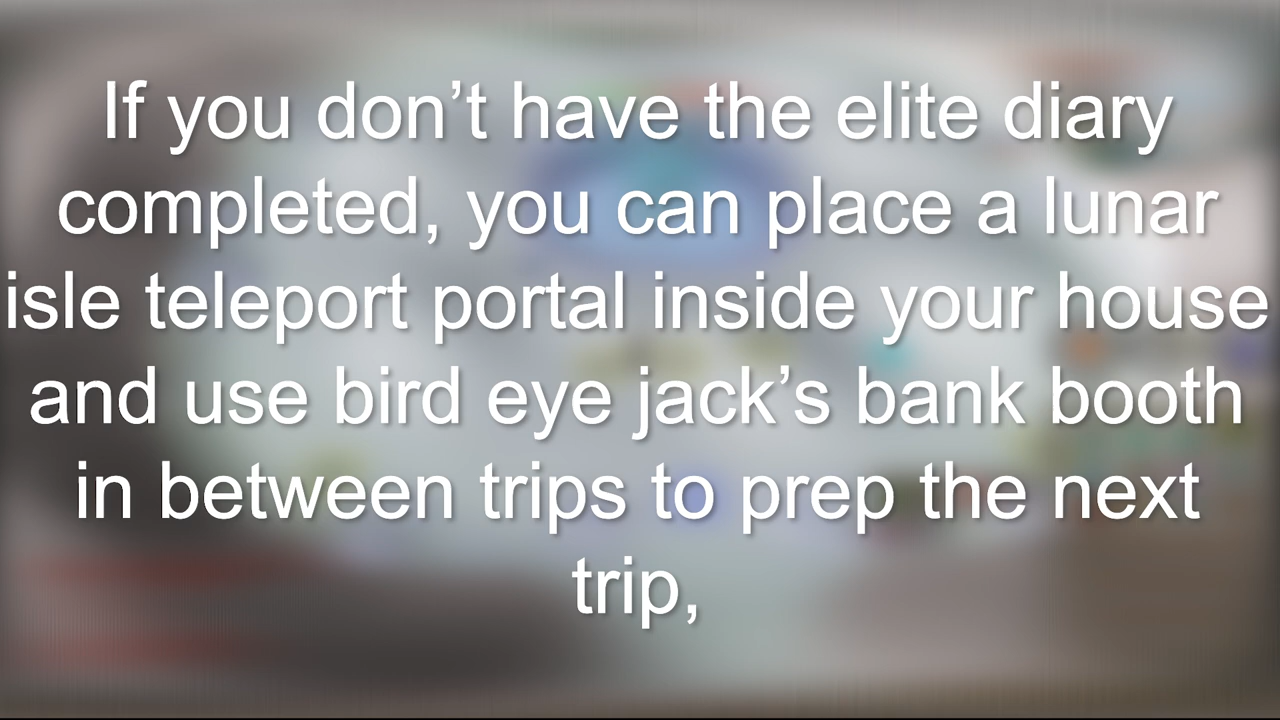 If you don’t have the elite diary
completed, you can place a lunar
isle teleport portal inside your house
and use bird eye jack’s bank booth
in between trips to prep the next
trip,